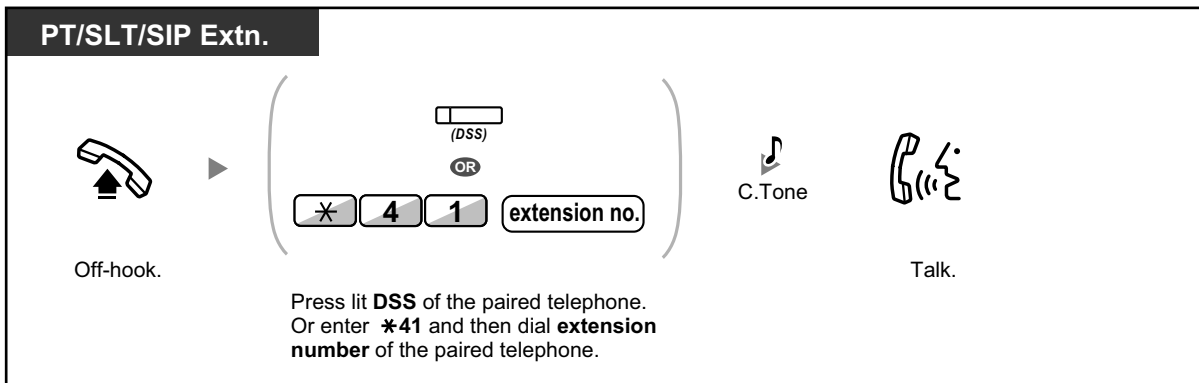 PT/SLT/SIP Extn.
(DSS)
OR
* 4 1 extension no.
C.Tone
Off-hook.
Talk.
Press lit DSS of the paired telephone.
Or enter *41 and then dial extension
number of the paired telephone.